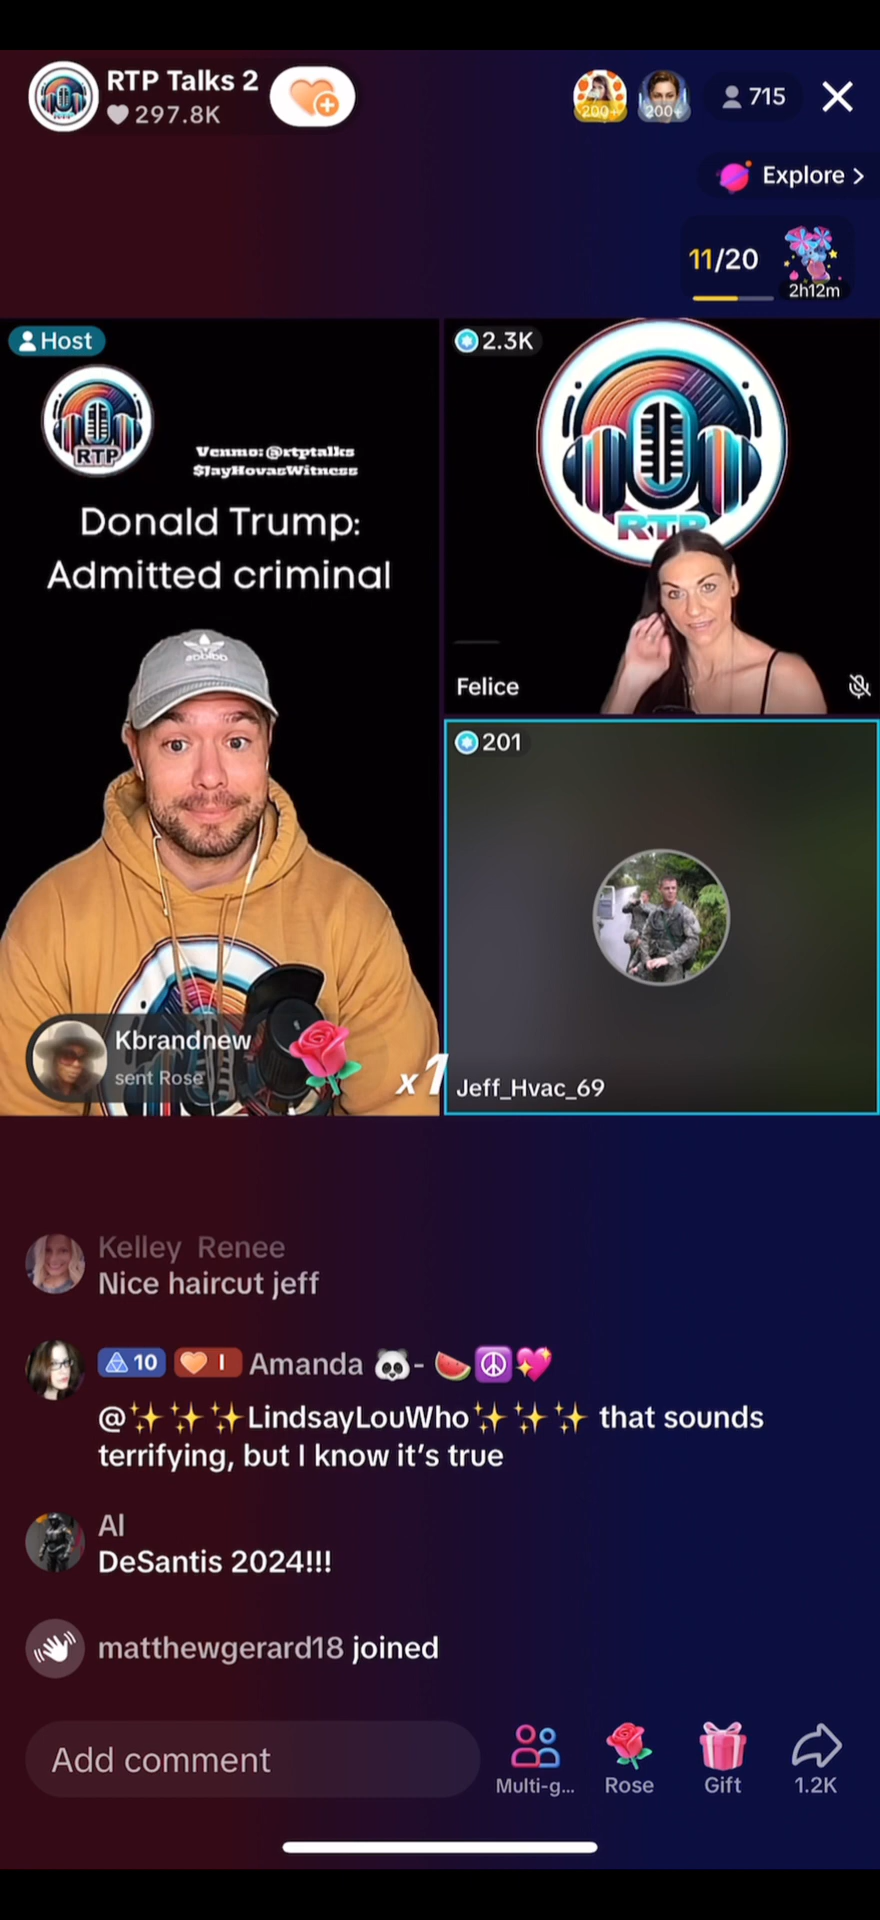 RTP Talks 2
297.8K
200+
200+
715
Explore >
11/20
2h12m
Host
RTP
Venmo: @rtptalks
$JayHovasWitness
Donald Trump:
Admitted criminal
2.3K
RTP
Felice
201
Kbrandnew
sent Rose
x1
Jeff_Hvac_69
Kelley Renee
Nice haircut jeff
10 I Amanda 🐼- 🍉☮️💖
@✨✨✨LindsayLouWho✨✨✨ that sounds
terrifying, but I know it's true
Al
DeSantis 2024!!!
matthewgerard18 joined
Add comment
Multi-g...
Rose
Gift
1.2K